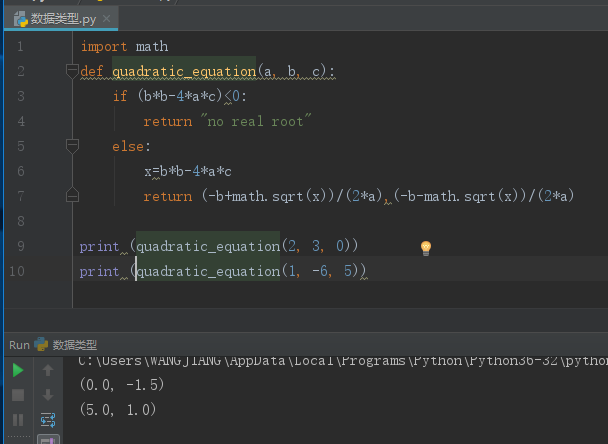 数据类型.py ×
1 import math
2 def quadratic_equation(a, b, c):
3 if (b*b-4*a*c)<0:
4 return "no real root"
5 else:
6 x=b*b-4*a*c
7 return (-b+math.sqrt(x))/(2*a),(-b-math.sqrt(x))/(2*a)
8
9 print (quadratic_equation(2, 3, 0))
10 print (quadratic_equation(1, -6, 5))
Run 数据类型
C:\Users\WANGJIANG\AppData\Local\Programs\Python\Python36-32\python
(0.0, -1.5)
(5.0, 1.0)